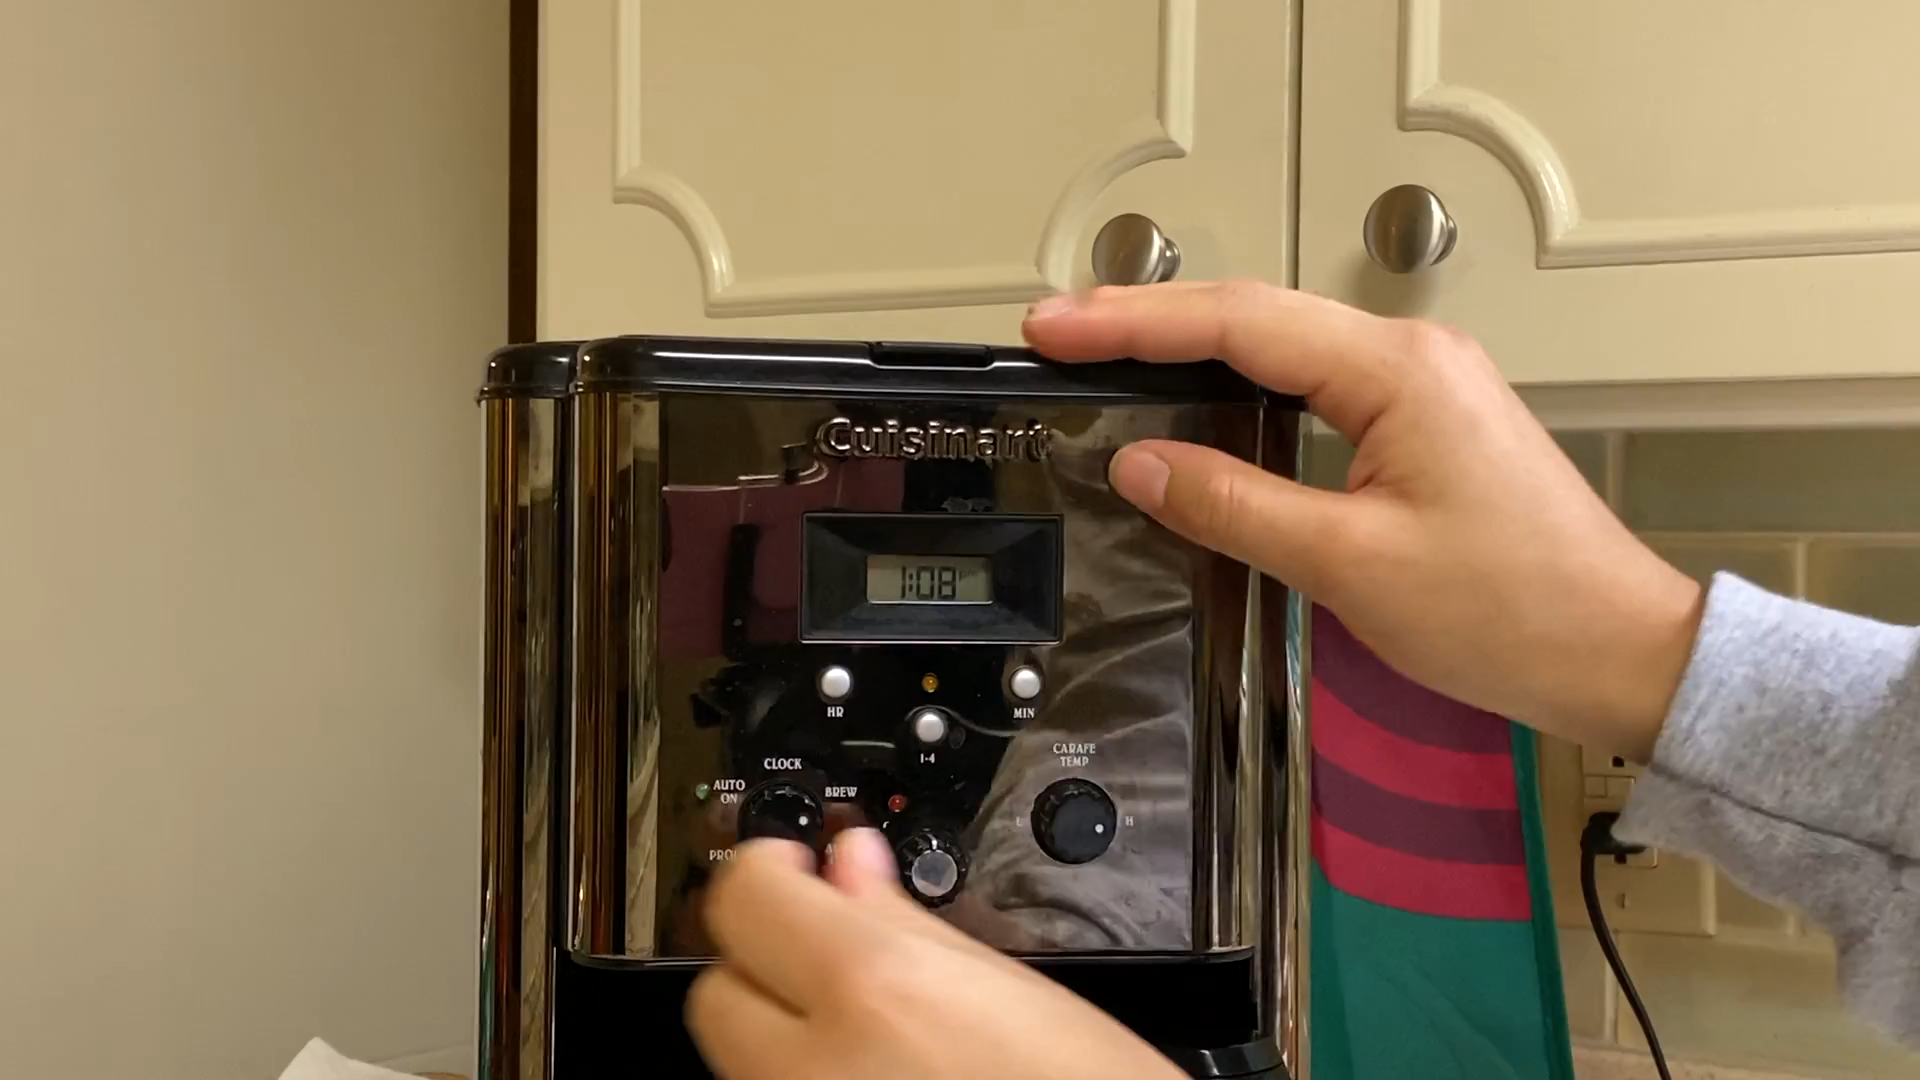 Cuisinart
1:08
HR
MIN
1-4
CLOCK
CARAFE
TEMP
AUTO
ON
BREW
L
H